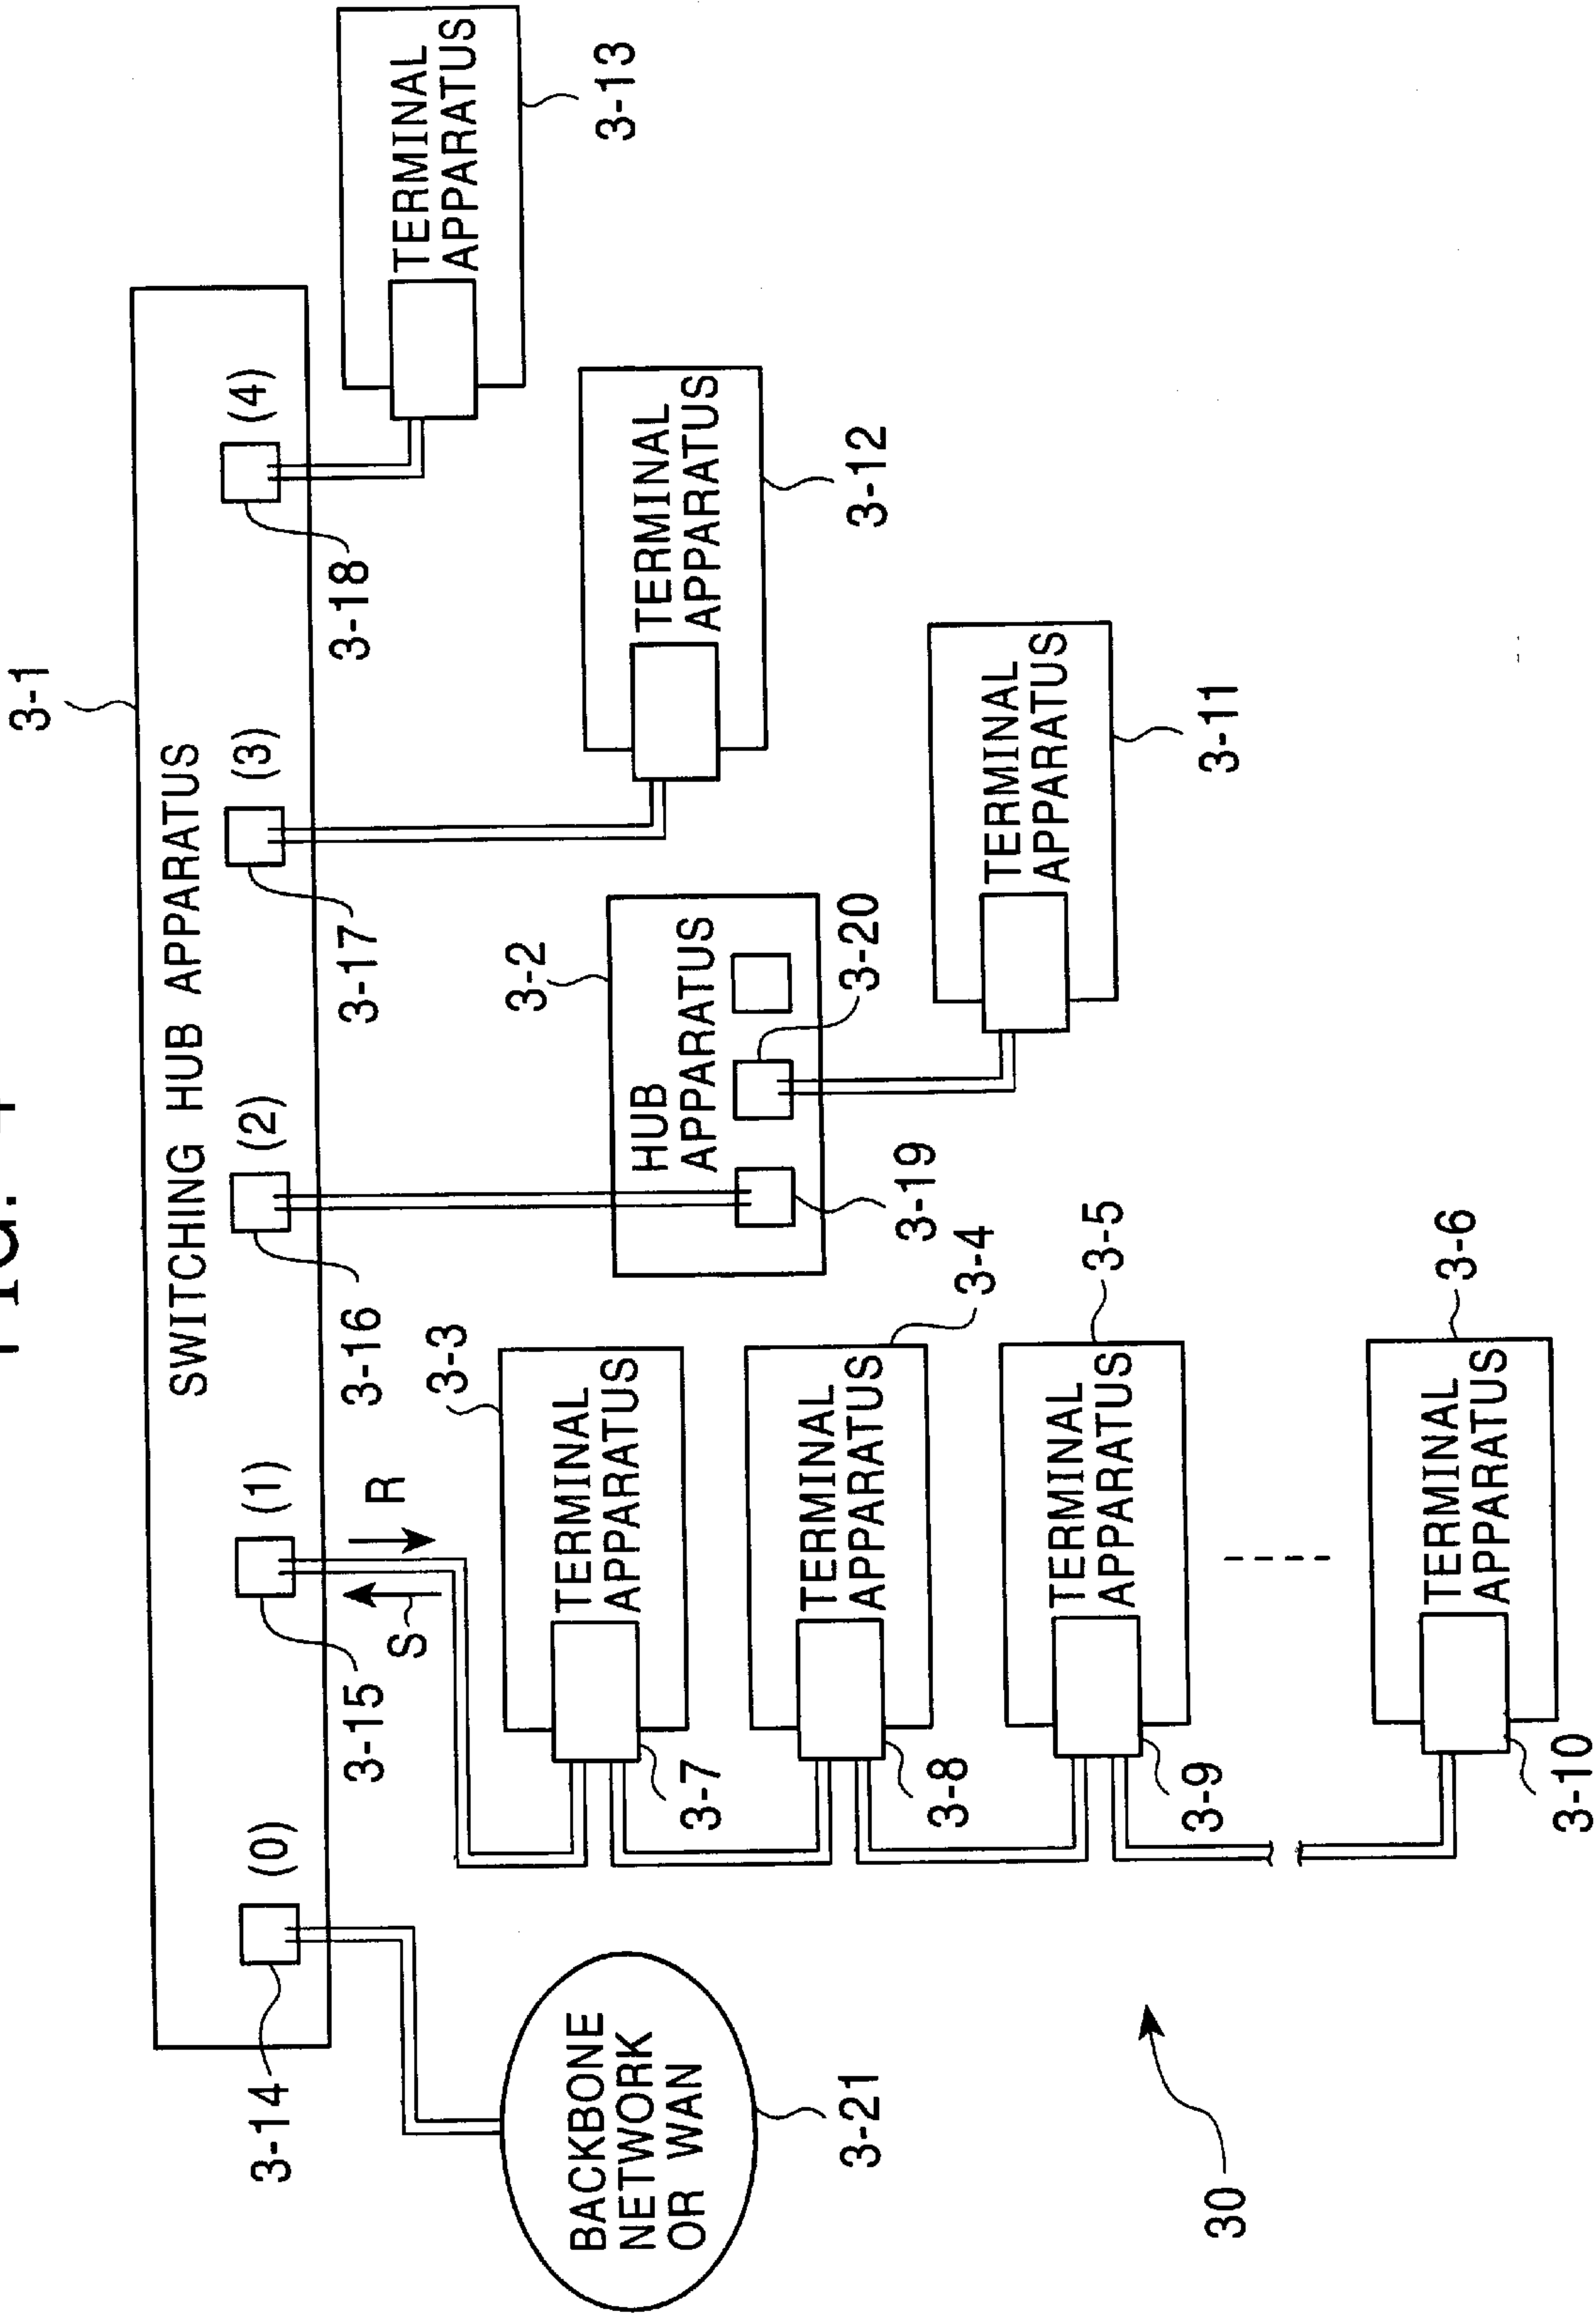 3-1
SWITCHING HUB APPARATUS
(0)
(1)
(2)
(3)
(4)
3-14
3-15
3-16
3-17
3-18
S
R
BACKBONE
NETWORK
OR WAN
3-21
3-3
TERMINAL
APPARATUS
3-7
3-4
TERMINAL
APPARATUS
3-8
3-5
TERMINAL
APPARATUS
3-9
3-6
TERMINAL
APPARATUS
3-10
3-2
HUB
APPARATUS
3-19
3-20
TERMINAL
APPARATUS
3-11
TERMINAL
APPARATUS
3-12
TERMINAL
APPARATUS
3-13
30